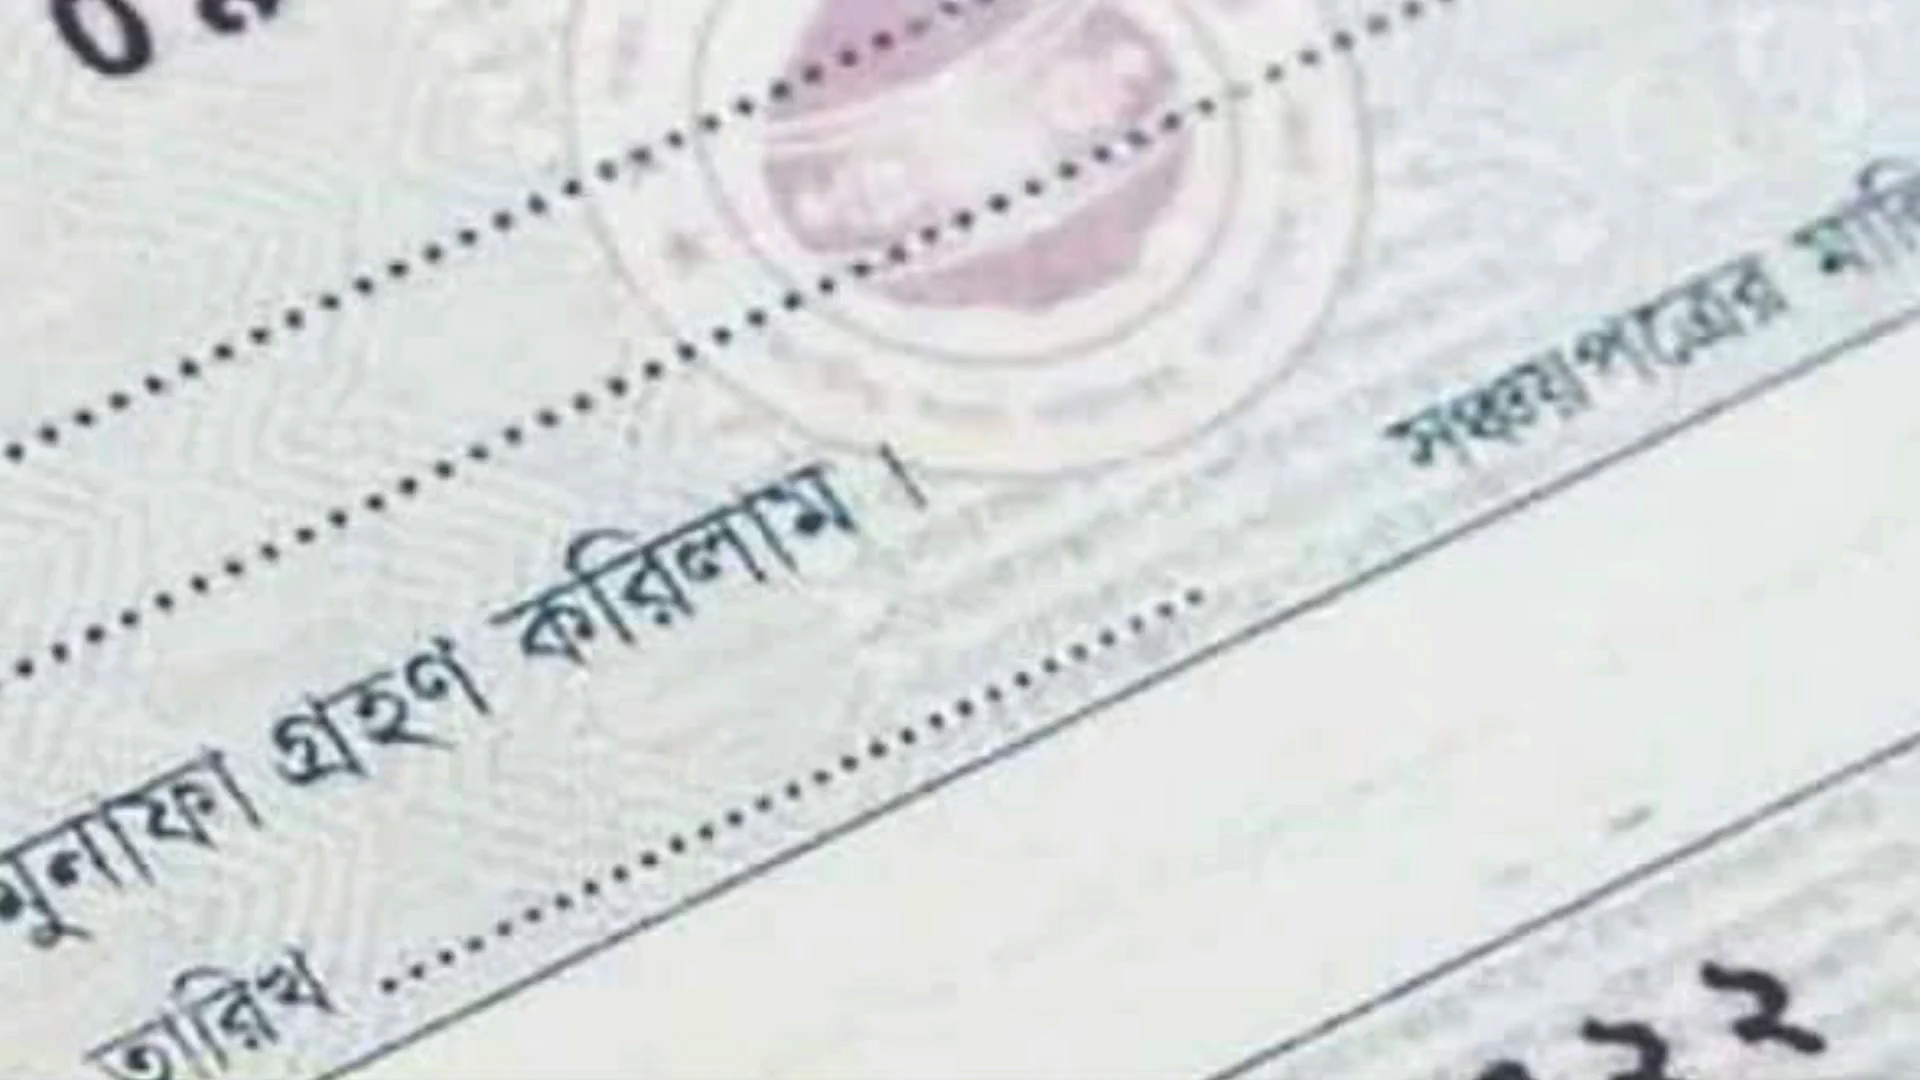 মুনাফা গ্রহণ করিলাম ।
সঞ্চয়পত্রের
তারিখ